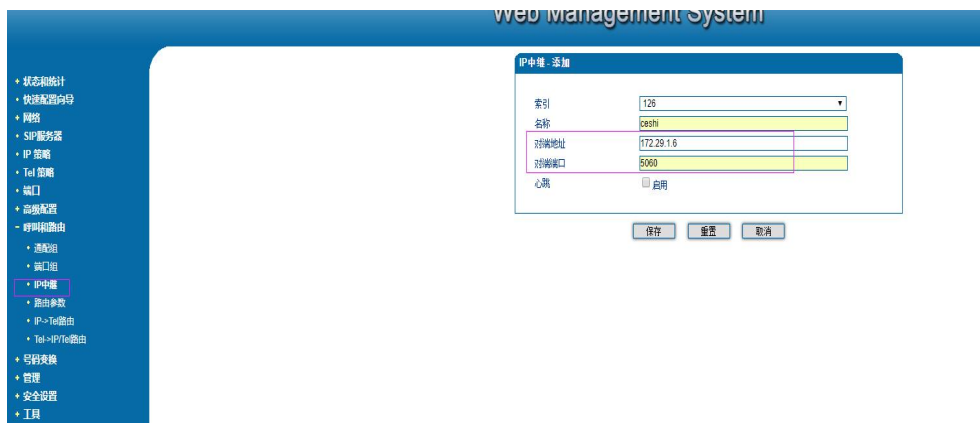 Web Management System
IP中继-添加
+ 状态和统计
• 快速配置向导
+ 网络
• SIP服务器
• IP 策略
• Tel 策略
• 端口
+ 高级配置
- 呼叫和路由
• 通配组
• 端口组
• IP中继
• 路由参数
• IP->Tel路由
• Tel->IP/Tel路由
+ 号码变换
+ 管理
+ 安全设置
+ 工具
索引 126
名称 ceshi
对端地址 172.29.1.6
对端端口 5060
心跳 启用
保存 重置 取消